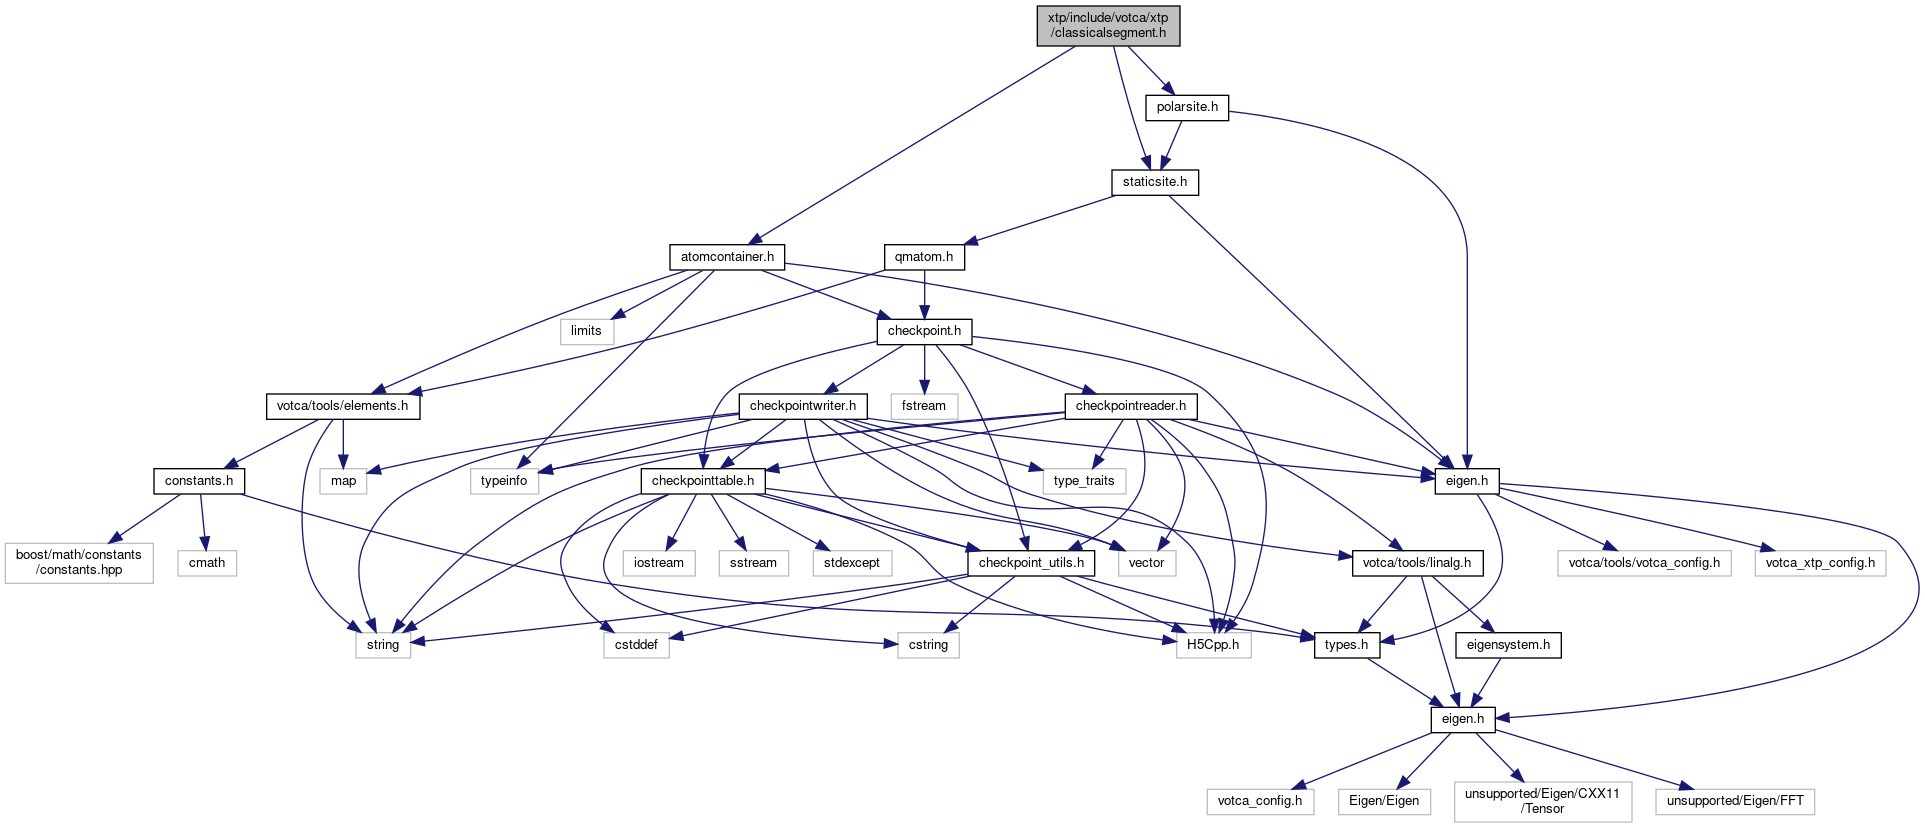 xtp/include/votca/xtp
/classicalsegment.h
polarsite.h
staticsite.h
atomcontainer.h
qmatom.h
limits
checkpoint.h
votca/tools/elements.h
checkpointwriter.h
fstream
checkpointreader.h
constants.h
map
typeinfo
checkpointtable.h
type_traits
eigen.h
boost/math/constants
/constants.hpp
cmath
iostream
sstream
stdexcept
checkpoint_utils.h
vector
votca/tools/linalg.h
votca/tools/votca_config.h
votca_xtp_config.h
string
cstddef
cstring
H5Cpp.h
types.h
eigensystem.h
eigen.h
votca_config.h
Eigen/Eigen
unsupported/Eigen/CXX11
/Tensor
unsupported/Eigen/FFT